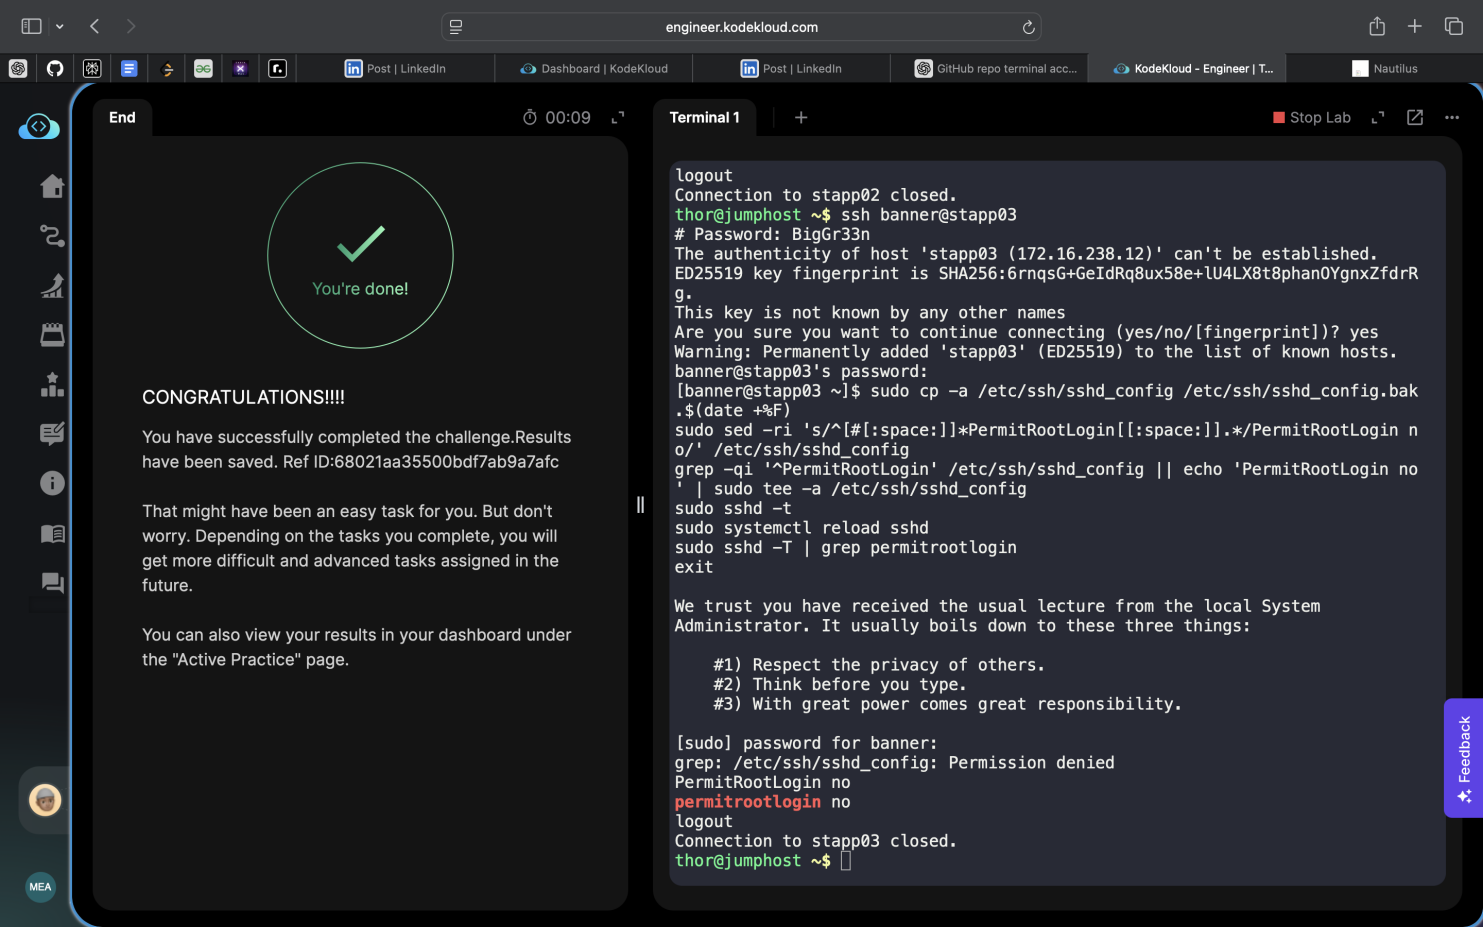 engineer.kodekloud.com
Post | LinkedIn
Dashboard | KodeKloud
Post | LinkedIn
GitHub repo terminal acc...
KodeKloud - Engineer | T...
Nautilus
End
00:09
You're done!
CONGRATULATIONS!!!!
You have successfully completed the challenge.Results
have been saved. Ref ID:68021aa35500bdf7ab9a7afc
That might have been an easy task for you. But don't
worry. Depending on the tasks you complete, you will
get more difficult and advanced tasks assigned in the
future.
You can also view your results in your dashboard under
the "Active Practice" page.
MEA
Terminal 1
Stop Lab
logout
Connection to stapp02 closed.
thor@jumphost ~$ ssh banner@stapp03
# Password: BigGr33n
The authenticity of host 'stapp03 (172.16.238.12)' can't be established.
ED25519 key fingerprint is SHA256:6rnqsG+GeIdRq8ux58e+lU4LX8t8phanOYgnxZfdrR
g.
This key is not known by any other names
Are you sure you want to continue connecting (yes/no/[fingerprint])? yes
Warning: Permanently added 'stapp03' (ED25519) to the list of known hosts.
banner@stapp03's password:
[banner@stapp03 ~]$ sudo cp -a /etc/ssh/sshd_config /etc/ssh/sshd_config.bak
.$(date +%F)
sudo sed -ri 's/^[#[:space:]]*PermitRootLogin[[:space:]].*/PermitRootLogin n
o/' /etc/ssh/sshd_config
grep -qi '^PermitRootLogin' /etc/ssh/sshd_config || echo 'PermitRootLogin no
' | sudo tee -a /etc/ssh/sshd_config
sudo sshd -t
sudo systemctl reload sshd
sudo sshd -T | grep permitrootlogin
exit
We trust you have received the usual lecture from the local System
Administrator. It usually boils down to these three things:
#1) Respect the privacy of others.
#2) Think before you type.
#3) With great power comes great responsibility.
[sudo] password for banner:
grep: /etc/ssh/sshd_config: Permission denied
PermitRootLogin no
permitrootlogin no
logout
Connection to stapp03 closed.
thor@jumphost ~$
Feedback